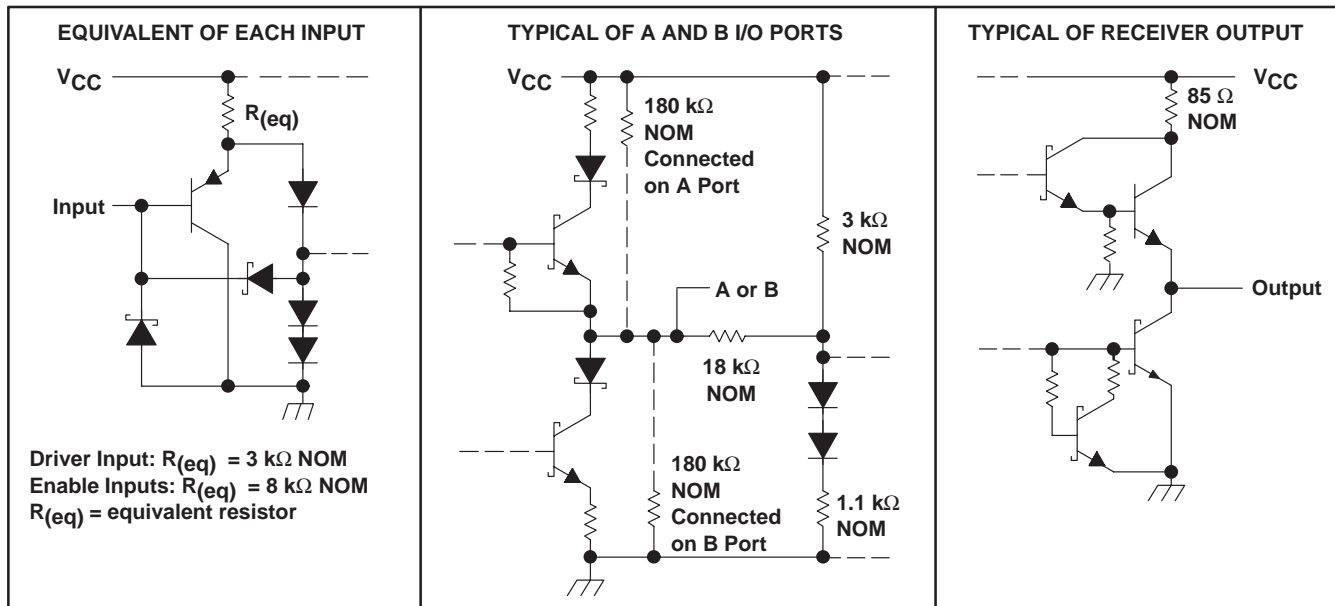 EQUIVALENT OF EACH INPUT
VCC
R(eq)
Input
Driver Input: R(eq) = 3 kΩ NOM
Enable Inputs: R(eq) = 8 kΩ NOM
R(eq) = equivalent resistor
TYPICAL OF A AND B I/O PORTS
VCC
180 kΩ
NOM
Connected
on A Port
3 kΩ
NOM
A or B
18 kΩ
NOM
180 kΩ
NOM
Connected
on B Port
1.1 kΩ
NOM
TYPICAL OF RECEIVER OUTPUT
VCC
85 Ω
NOM
Output